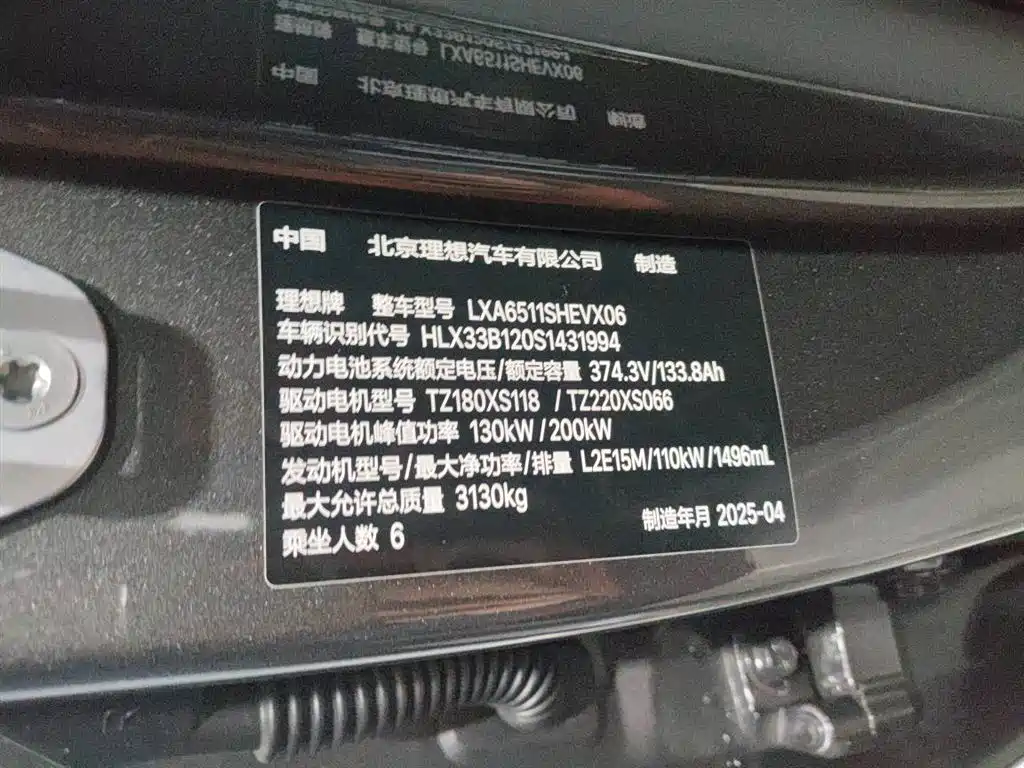 中国 北京理想汽车有限公司 制造
理想牌 整车型号 LXA6511SHEVX06
车辆识别代号 HLX33B120S1431994
动力电池系统额定电压/额定容量 374.3V/133.8Ah
驱动电机型号 TZ180XS118 /TZ220XS066
驱动电机峰值功率 130kW/200kW
发动机型号/最大净功率/排量 L2E15M/110kW/1496mL
最大允许总质量 3130kg
乘坐人数 6 制造年月 2025-04